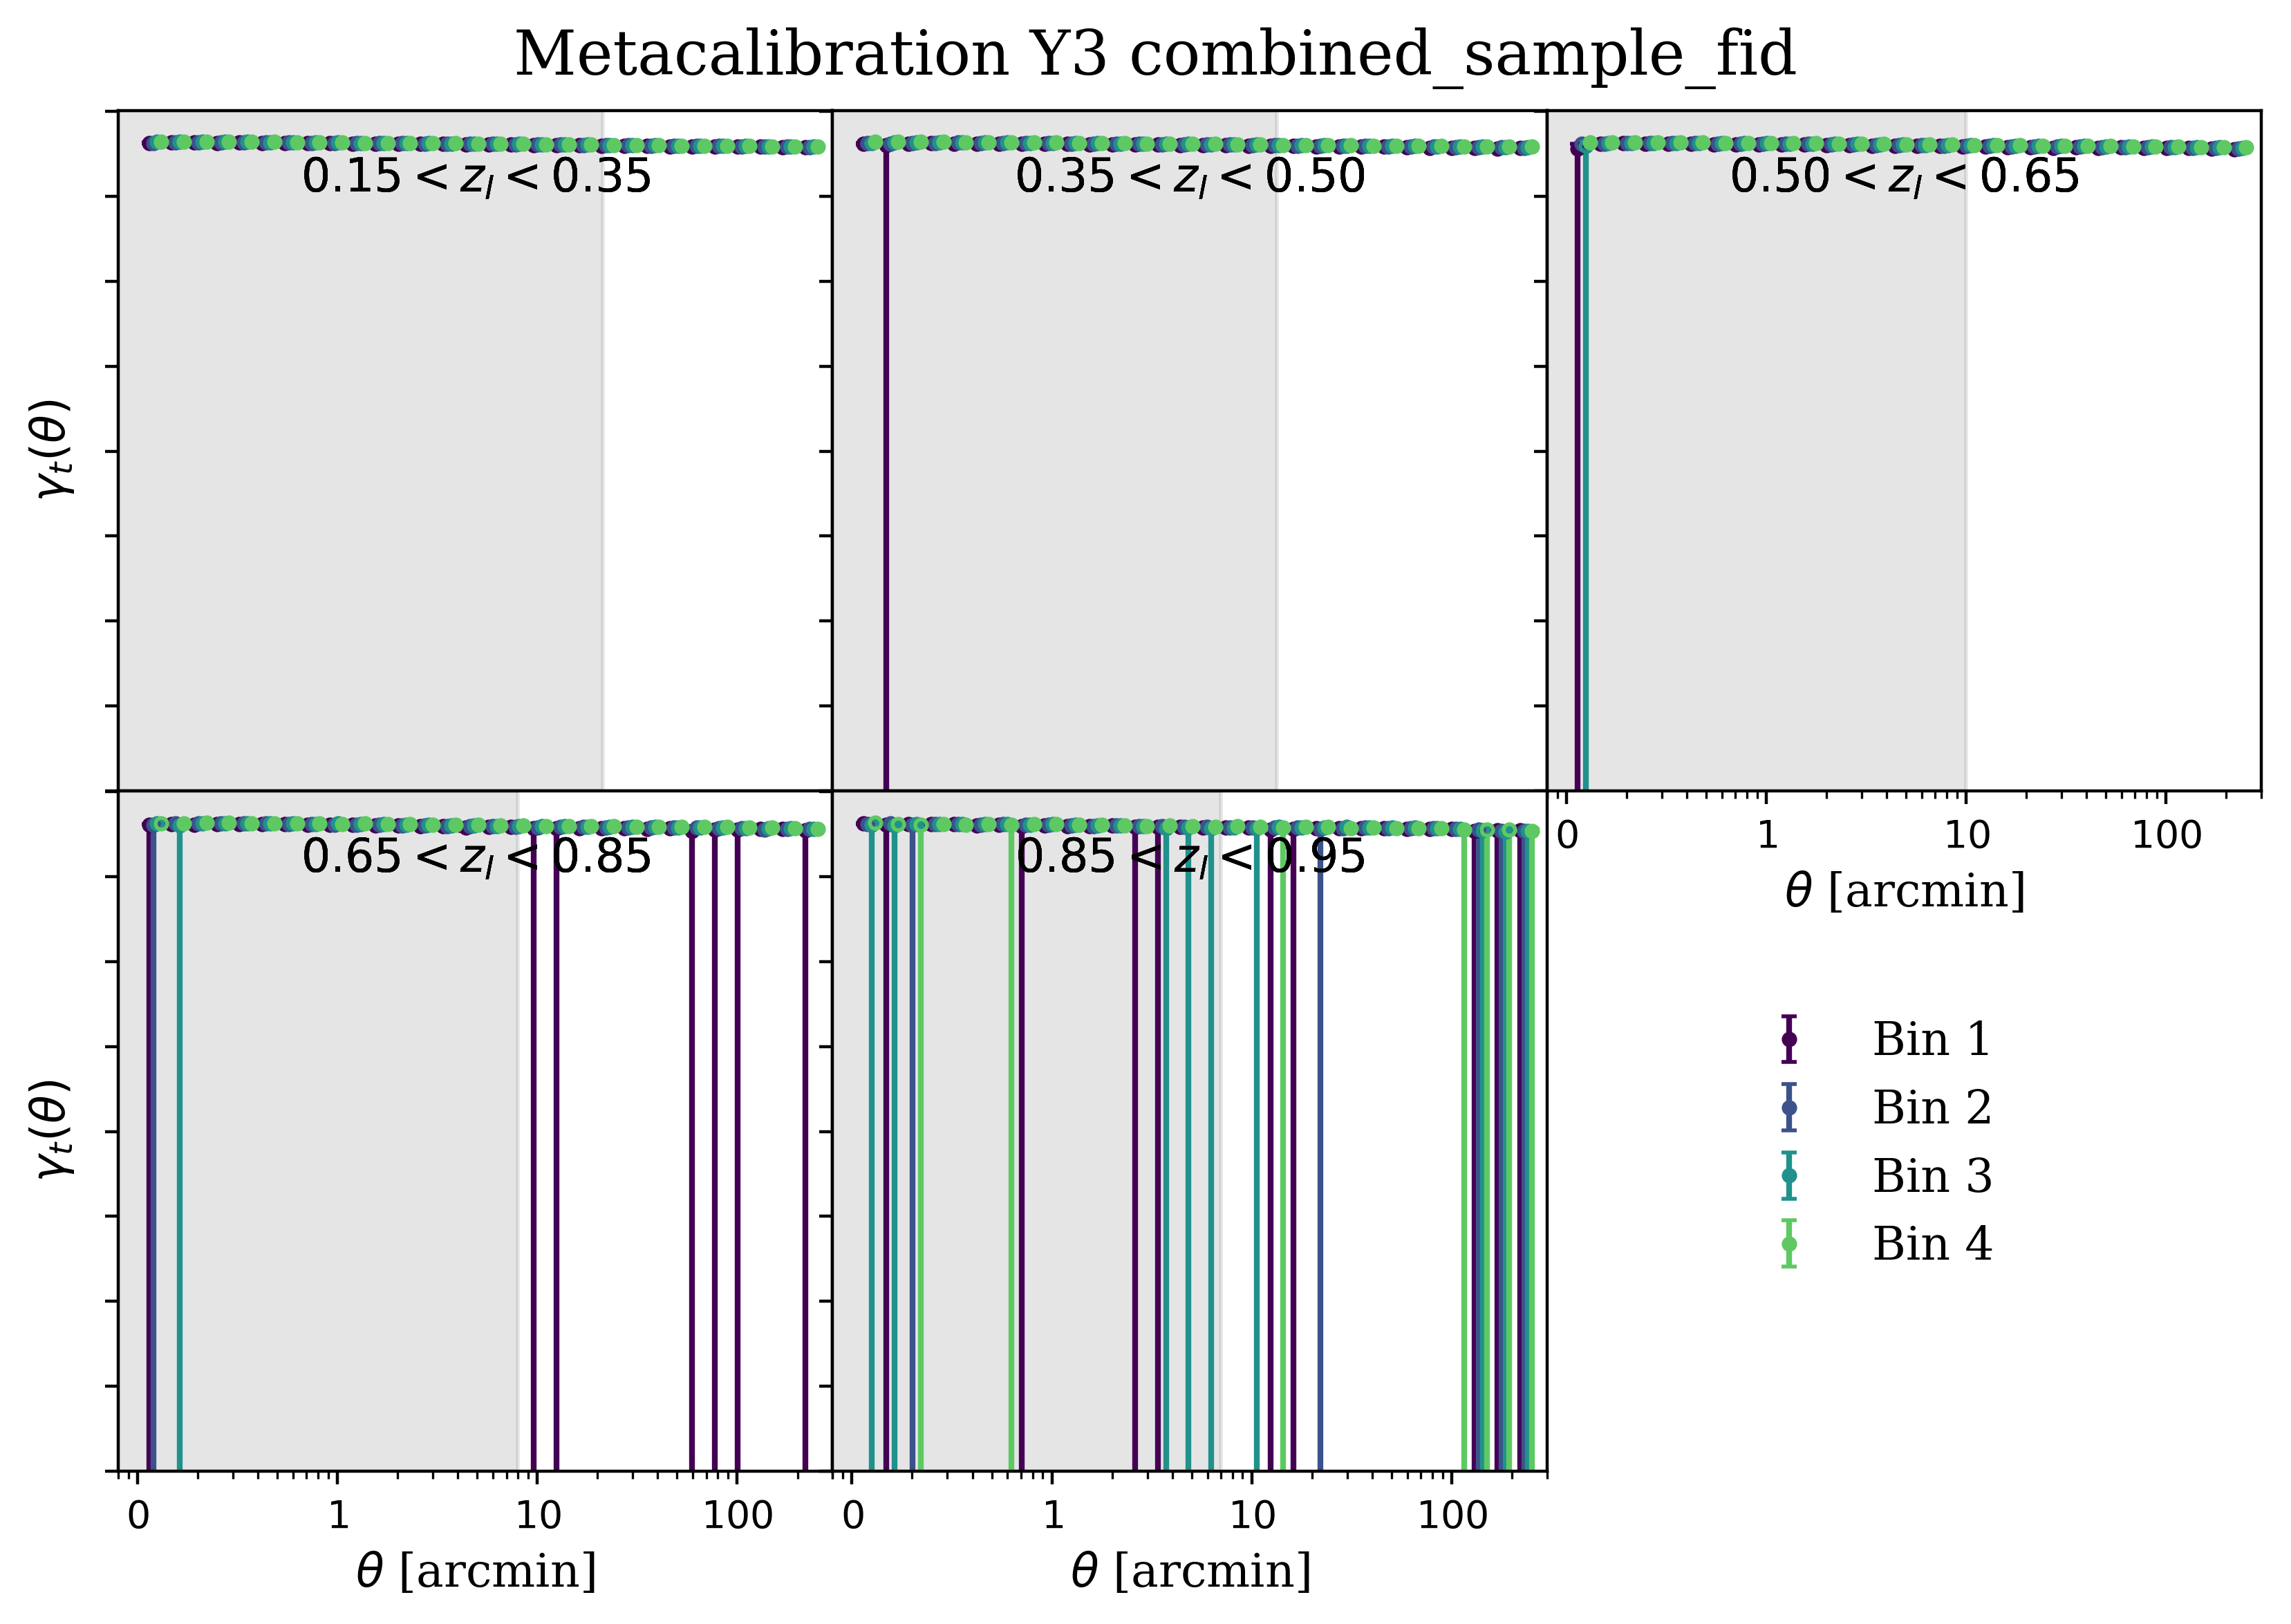 Metacalibration Y3 combined_sample_fid
0.15 < z_l < 0.35
0.35 < z_l < 0.50
0.50 < z_l < 0.65
γ_t(θ)
0 1 10 100
θ [arcmin]
0.65 < z_l < 0.85
0.85 < z_l < 0.95
γ_t(θ)
Bin 1
Bin 2
Bin 3
Bin 4
0 1 10 100
0 1 10 100
θ [arcmin]
θ [arcmin]